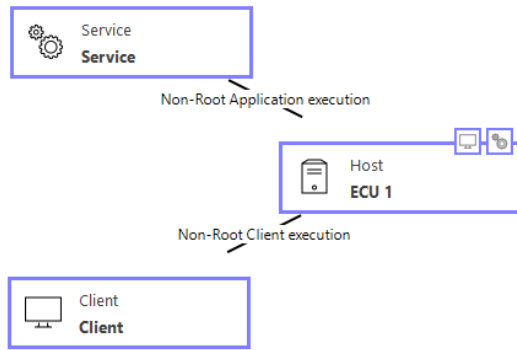 Service
Service
Non-Root Application execution
Host
ECU 1
Non-Root Client execution
Client
Client